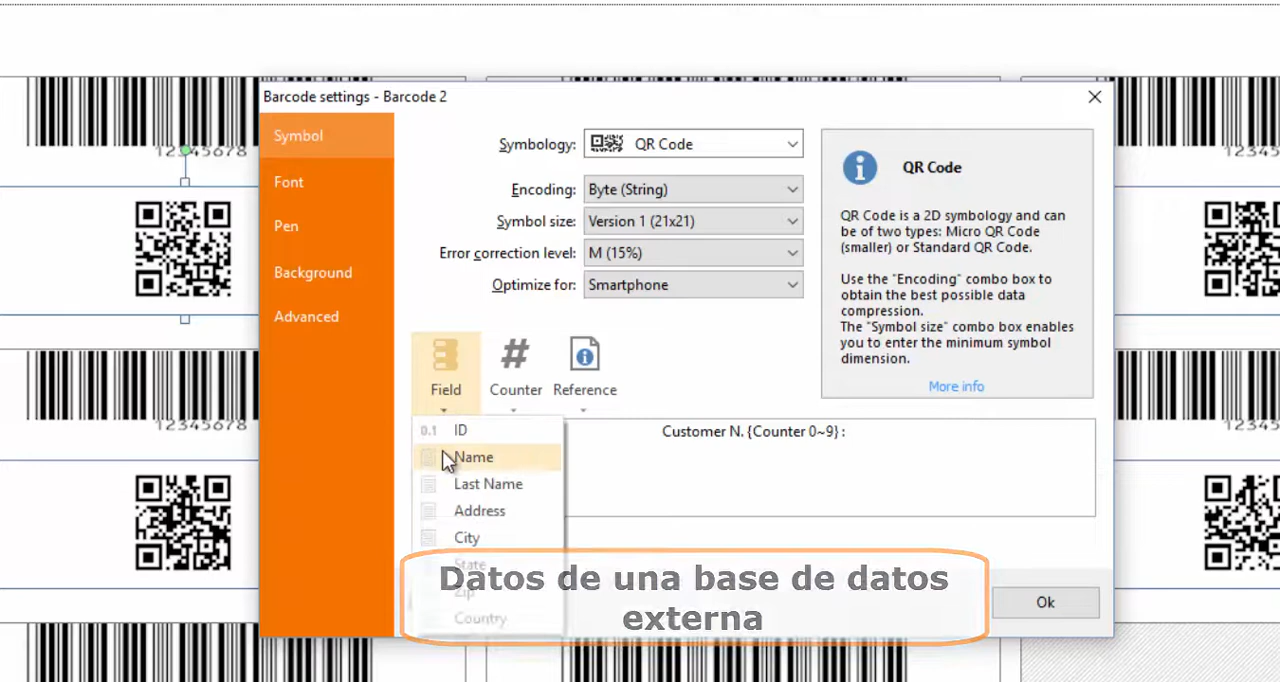 Barcode settings - Barcode 2
Symbol
Font
Pen
Background
Advanced
Symbology: QR Code
Encoding: Byte (String)
Symbol size: Version 1 (21x21)
Error correction level: M (15%)
Optimize for: Smartphone
QR Code
QR Code is a 2D symbology and can
be of two types: Micro QR Code
(smaller) or Standard QR Code.
Use the "Encoding" combo box to
obtain the best possible data
compression.
The "Symbol size" combo box enables
you to enter the minimum symbol
dimension.
More info
Field
Counter
Reference
0.1 ID
Name
Last Name
Address
City
State
Zip
Country
Customer N. {Counter 0~9} :
Datos de una base de datos
externa
Ok
12345678
12345
12345678
12345